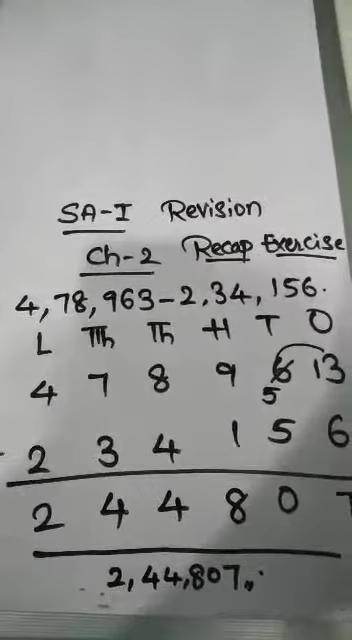 SA-I Revision
Ch-2 Recap Exercise
4,78,963-2,34,156.
L TTh Th H T O
4 7 8 9 6 13
5
- 2 3 4 1 5 6
2 4 4 8 0 7
2,44,807,,.